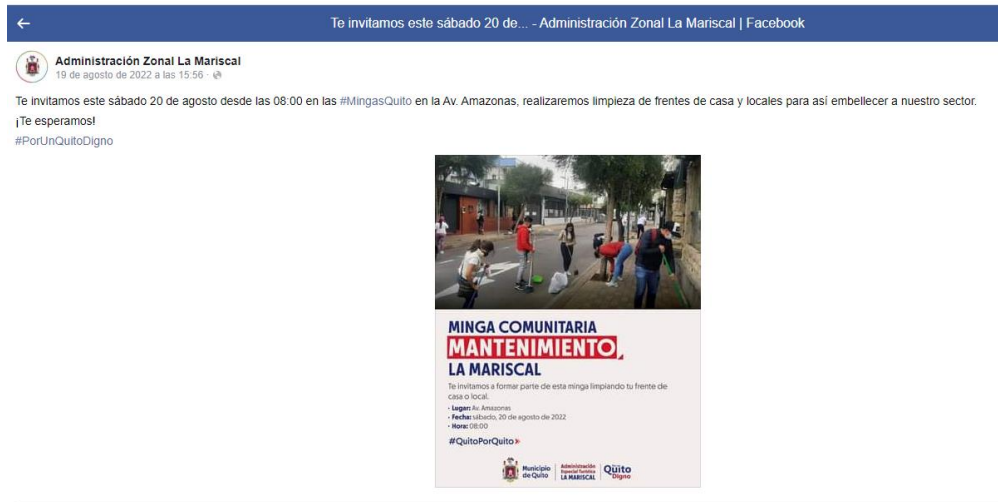 Te invitamos este sábado 20 de... - Administración Zonal La Mariscal | Facebook
Administración Zonal La Mariscal
19 de agosto de 2022 a las 15:56 ·
Te invitamos este sábado 20 de agosto desde las 08:00 en las #MingasQuito en la Av. Amazonas, realizaremos limpieza de frentes de casa y locales para así embellecer a nuestro sector.
¡Te esperamos!
#PorUnQuitoDigno
MINGA COMUNITARIA
MANTENIMIENTO
LA MARISCAL
Te invitamos a formar parte de esta minga limpiando tu frente de
casa o local.
· Lugar: Av. Amazonas
· Fecha: sábado, 20 de agosto de 2022
· Hora: 08:00
#QuitoPorQuito
Municipio
de Quito
Administración
Especial Turística
LA MARISCAL
Quito
Digno